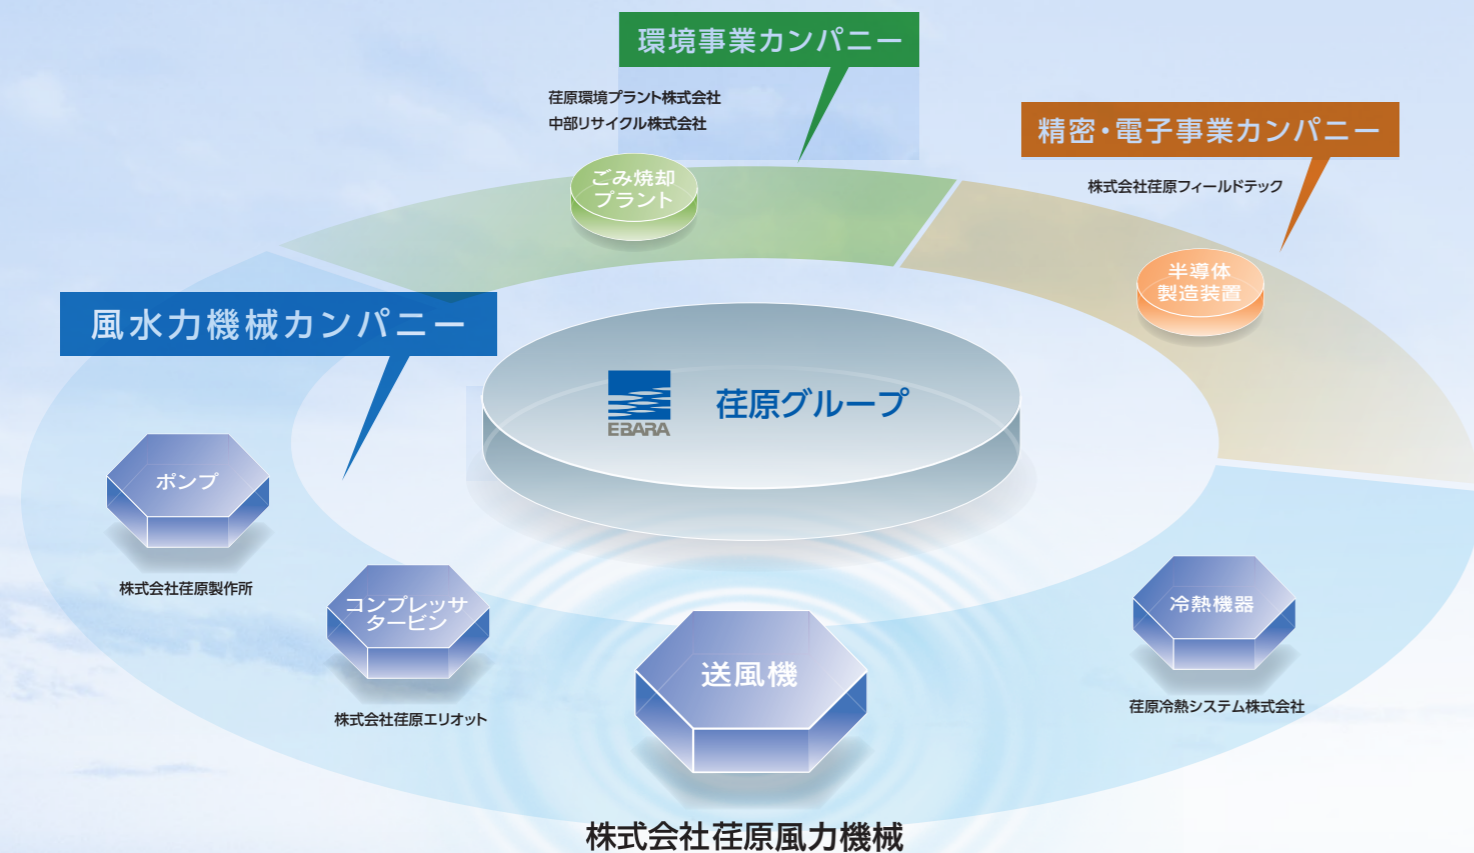 環境事業カンパニー
荏原環境プラント株式会社
中部リサイクル株式会社
精密・電子事業カンパニー
株式会社荏原フィールドテック
ごみ焼却
プラント
半導体
製造装置
風水力機械カンパニー
EBARA
荏原グループ
ポンプ
株式会社荏原製作所
コンプレッサ
タービン
株式会社荏原エリオット
送風機
株式会社荏原風力機械
冷熱機器
荏原冷熱システム株式会社